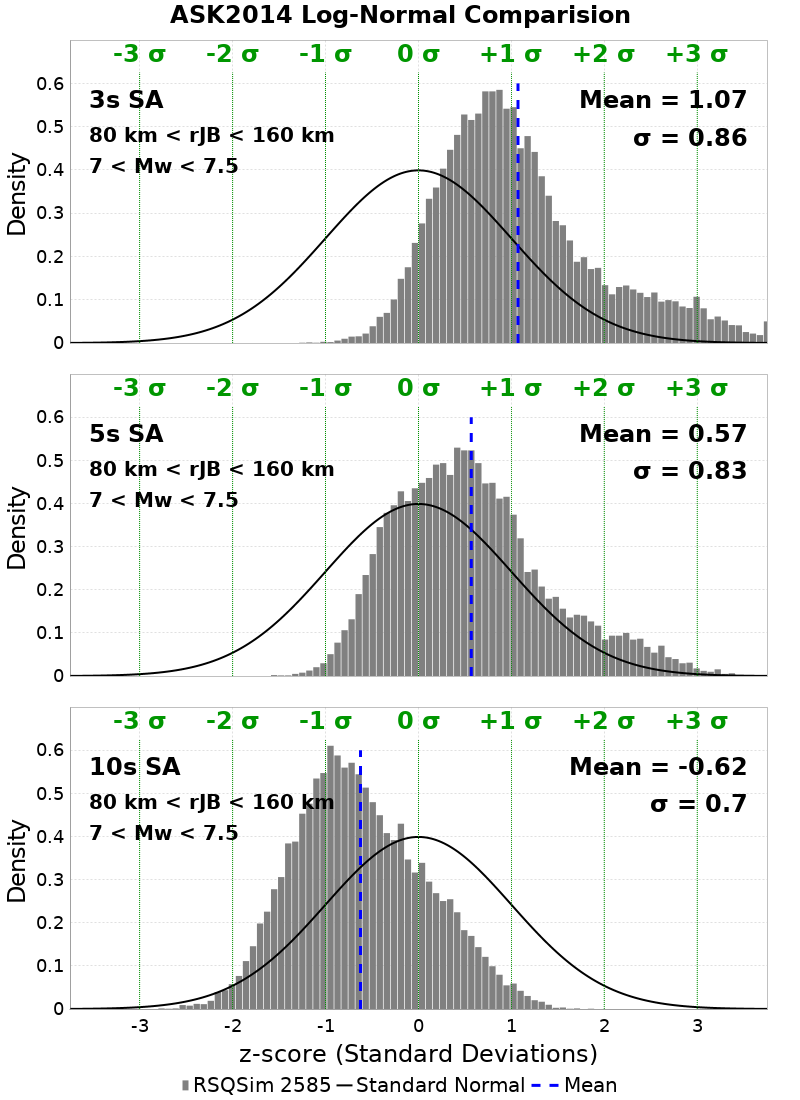 ASK2014 Log-Normal Comparision
-3 σ -2 σ -1 σ 0 σ +1 σ +2 σ +3 σ
3s SA
80 km < rJB < 160 km
7 < Mw < 7.5
Mean = 1.07
σ = 0.86
Density
0.6
0.5
0.4
0.3
0.2
0.1
0
-3 σ -2 σ -1 σ 0 σ +1 σ +2 σ +3 σ
5s SA
80 km < rJB < 160 km
7 < Mw < 7.5
Mean = 0.57
σ = 0.83
Density
0.6
0.5
0.4
0.3
0.2
0.1
0
-3 σ -2 σ -1 σ 0 σ +1 σ +2 σ +3 σ
10s SA
80 km < rJB < 160 km
7 < Mw < 7.5
Mean = -0.62
σ = 0.7
Density
0.6
0.5
0.4
0.3
0.2
0.1
0
-3 -2 -1 0 1 2 3
z-score (Standard Deviations)
RSQSim 2585 Standard Normal Mean